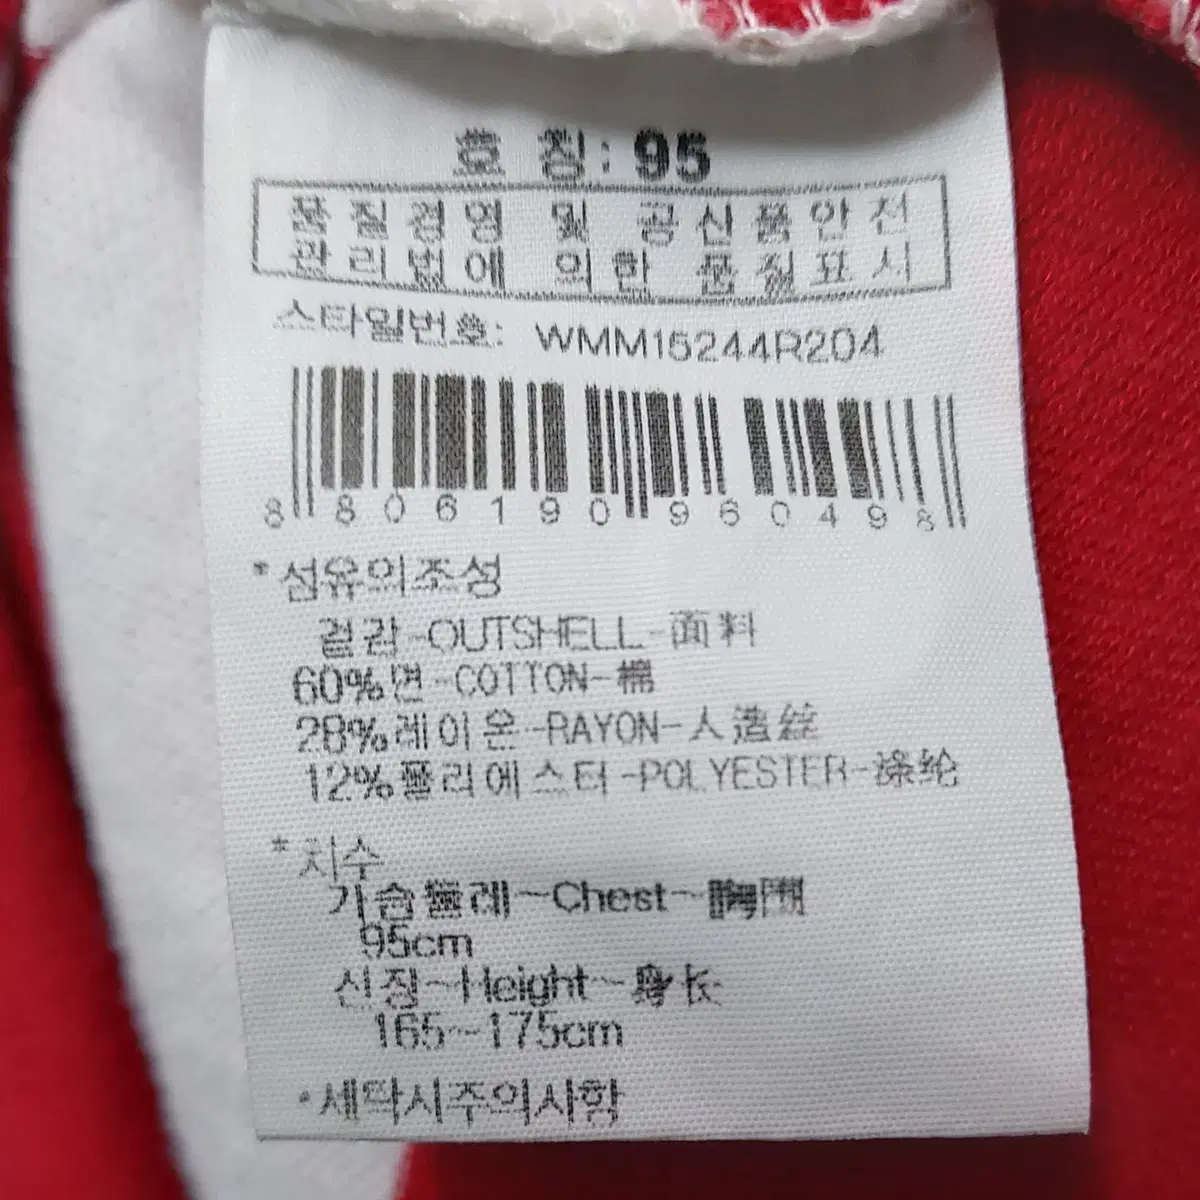 호 칭: 95
품질경영 및 공산품안전
관리법에 의한 품질표시
스타일번호: WMM15244R204
8 806190 960498
*섬유의조성
겉감-OUTSHELL-面料
60%면-COTTON-棉
28%레이온-RAYON-人造丝
12%폴리에스터-POLYESTER-涤纶
*치수
가슴둘레-Chest-胸围
95cm
신장-Height-身长
165~175cm
*세탁시주의사항